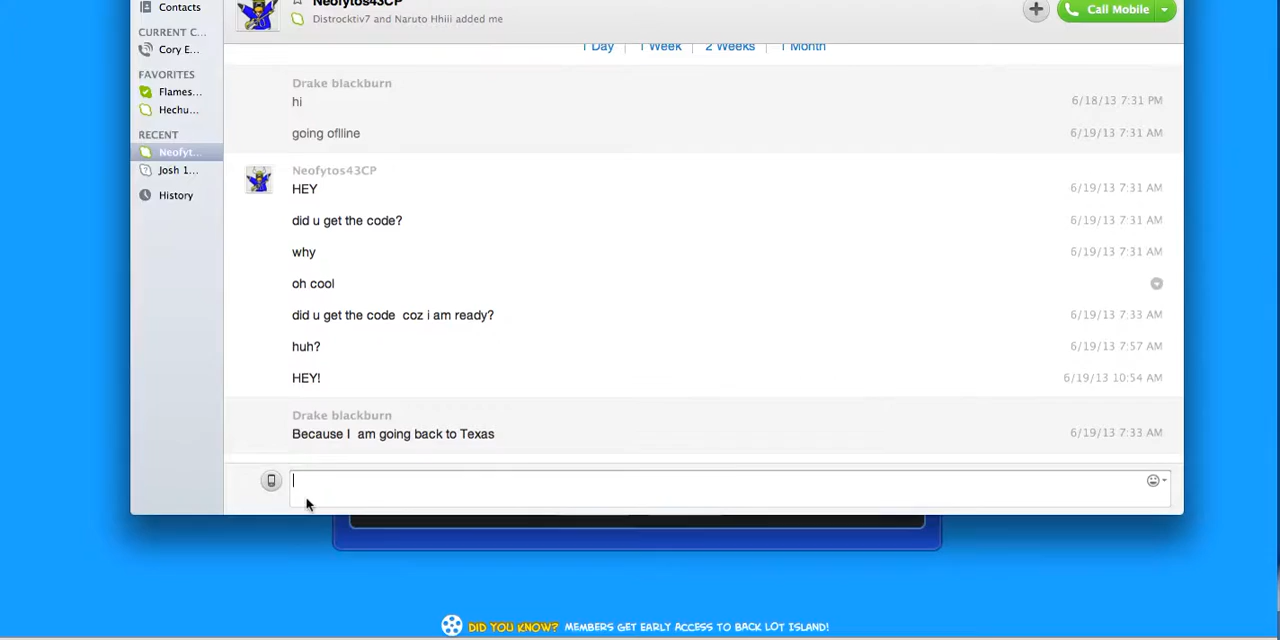 Contacts
Neofytos43CP
Distrocktiv7 and Naruto Hhiii added me
Call Mobile
CURRENT C...
Cory E...
FAVORITES
Flames...
Hechu...
RECENT
Neofyt...
Josh 1...
History
1 Day | 1 Week | 2 Weeks | 1 Month
Drake blackburn
hi 6/18/13 7:31 PM
going oflline 6/19/13 7:31 AM
Neofytos43CP
HEY 6/19/13 7:31 AM
did u get the code? 6/19/13 7:31 AM
why 6/19/13 7:31 AM
oh cool
did u get the code  coz i am ready? 6/19/13 7:33 AM
huh? 6/19/13 7:57 AM
HEY! 6/19/13 10:54 AM
Drake blackburn
Because I  am going back to Texas 6/19/13 7:33 AM
DID YOU KNOW? MEMBERS GET EARLY ACCESS TO BACK LOT ISLAND!